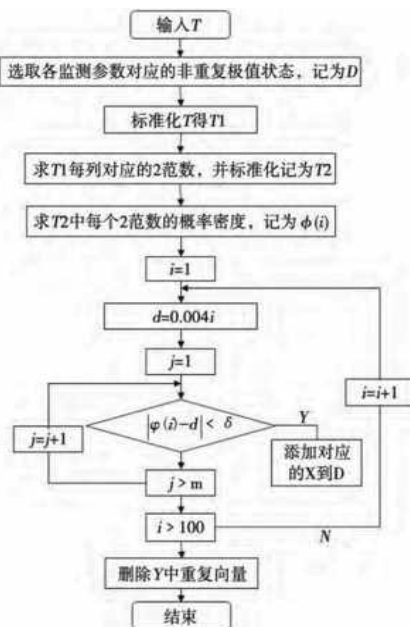 输入T
选取各监测参数对应的非重复极值状态，记为D
标准化T得T1
求T1每列对应的2范数，并标准化记为T2
求T2中每个2范数的概率密度，记为ϕ(i)
i=1
d=0.004i
j=1
i=i+1
|φ(i)-d|< δ
Y
j=j+1
添加对应
的X到D
j>m
i>100
N
删除Y中重复向量
结束